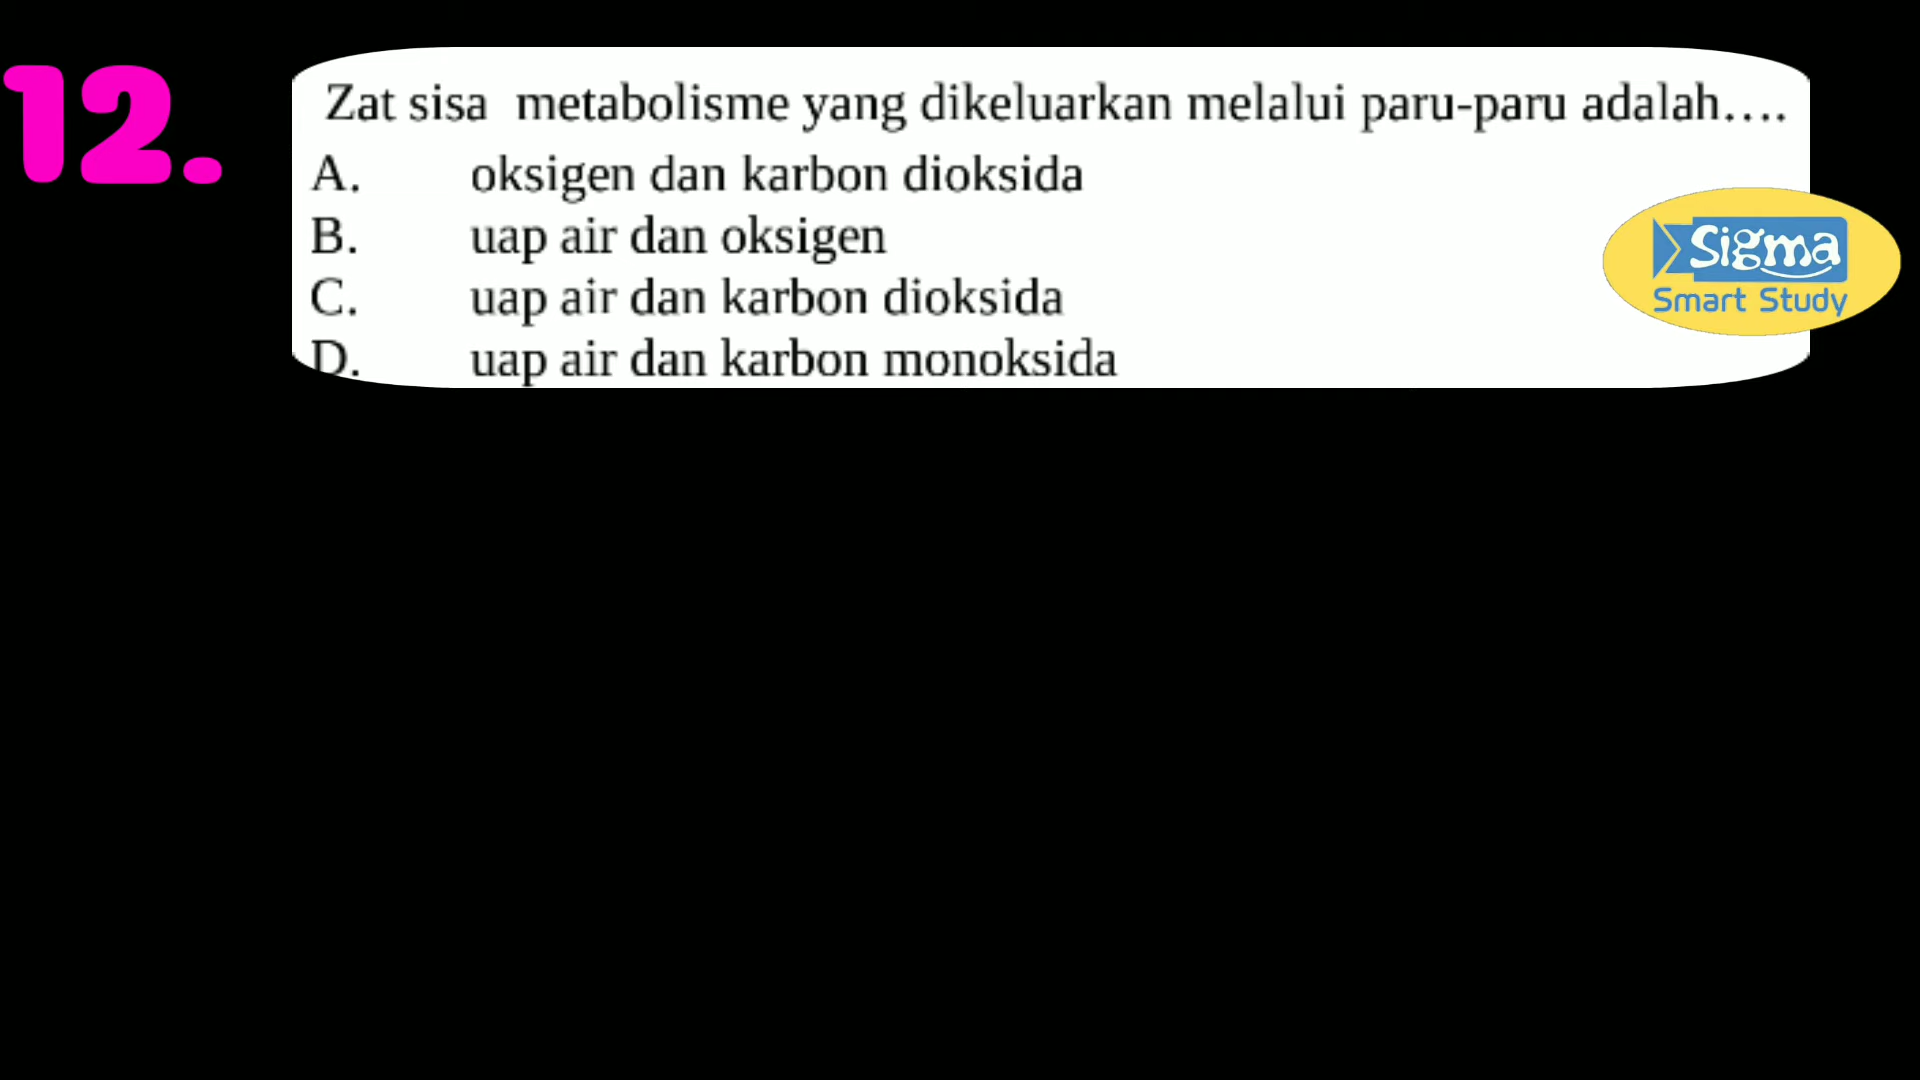 12.
Zat sisa metabolisme yang dikeluarkan melalui paru-paru adalah....
A. oksigen dan karbon dioksida
B. uap air dan oksigen
C. uap air dan karbon dioksida
D. uap air dan karbon monoksida
Sigma
Smart Study